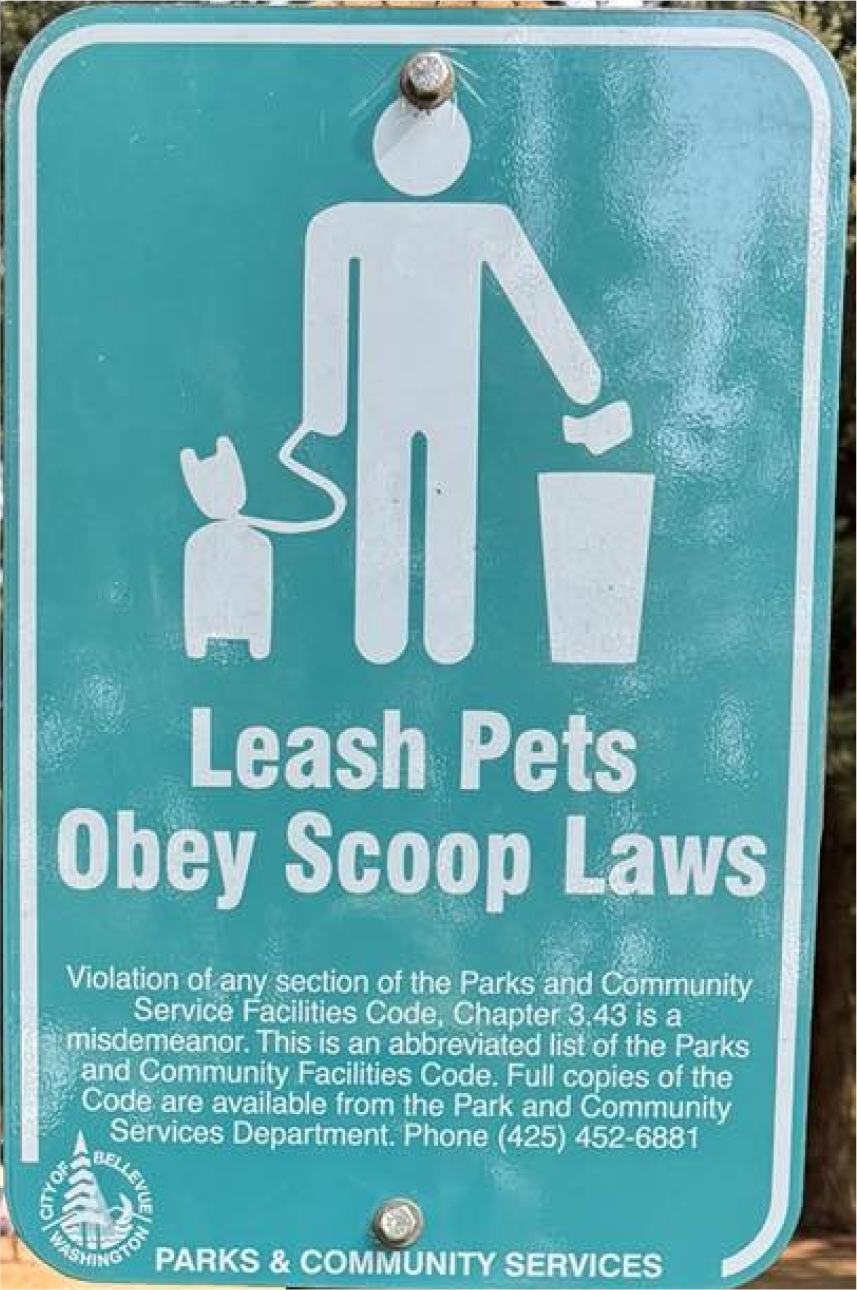 Leash Pets
Obey Scoop Laws
Violation of any section of the Parks and Community
Service Facilities Code, Chapter 3.43 is a
misdemeanor. This is an abbreviated list of the Parks
and Community Facilities Code. Full copies of the
Code are available from the Park and Community
Services Department. Phone (425) 452-6881
CITY OF BELLEVUE
WASHINGTON
PARKS & COMMUNITY SERVICES